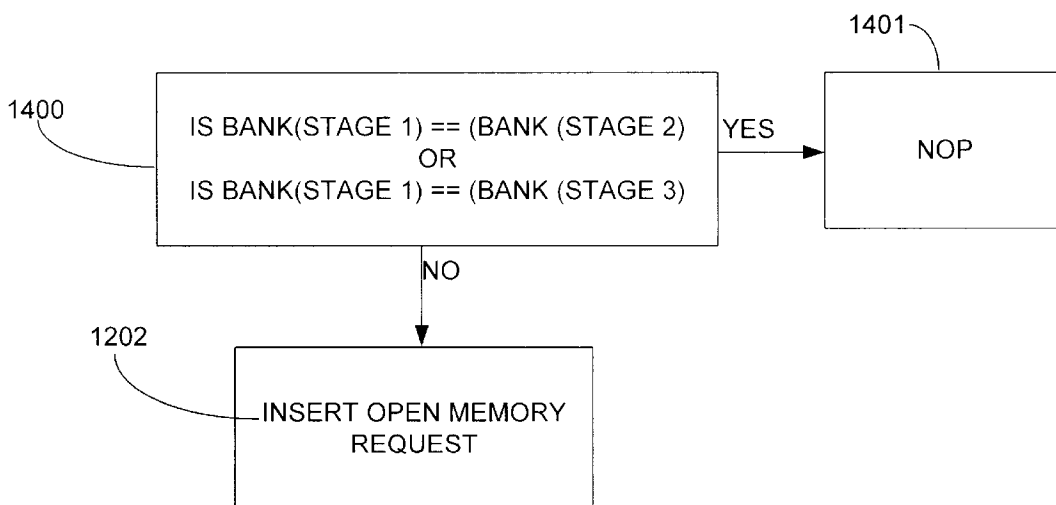 1401
1400
IS BANK(STAGE 1) == (BANK (STAGE 2)
OR
IS BANK(STAGE 1) == (BANK (STAGE 3)
YES
NOP
NO
1202
INSERT OPEN MEMORY
REQUEST